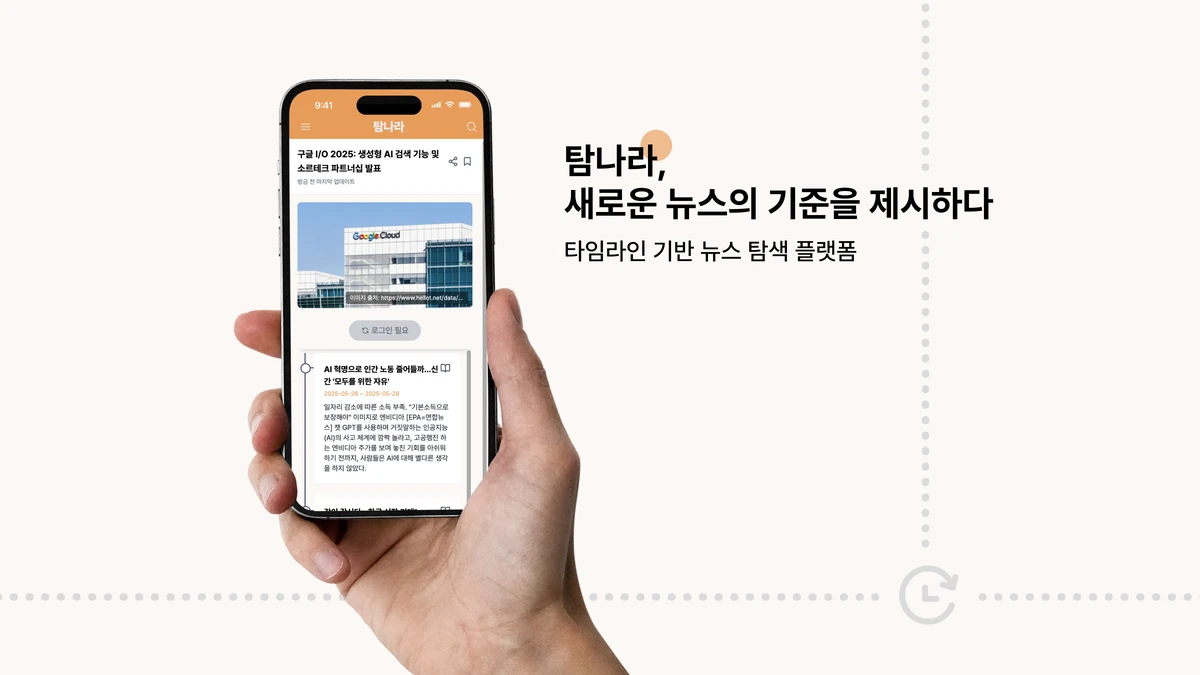 9:41
탐나라
구글 I/O 2025: 생성형 AI 검색 기능 및
소르테크 파트너십 발표
방금 전 마지막 업데이트
Google Cloud
이미지 출처: https://www.hellot.net/data/...
로그인 필요
AI 혁명으로 인간 노동 줄어들까...신
간 '모두를 위한 자유'
2025-05-28 ~ 2025-05-28
일자리 감소에 따른 소득 부족, "기본소득으로
보장해야" 이미지로 엔비디아 [EPA=연합뉴
스] 챗 GPT를 사용하며 거짓말하는 인공지능
(AI)의 사고 체계에 깜짝 놀라고, 고공행진 하
는 엔비디아 주가를 보며 놓친 기회를 아쉬워
하기 전까지, 사람들은 AI에 대해 별다른 생각
을 하지 않았다.
탐나라,
새로운 뉴스의 기준을 제시하다
타임라인 기반 뉴스 탐색 플랫폼